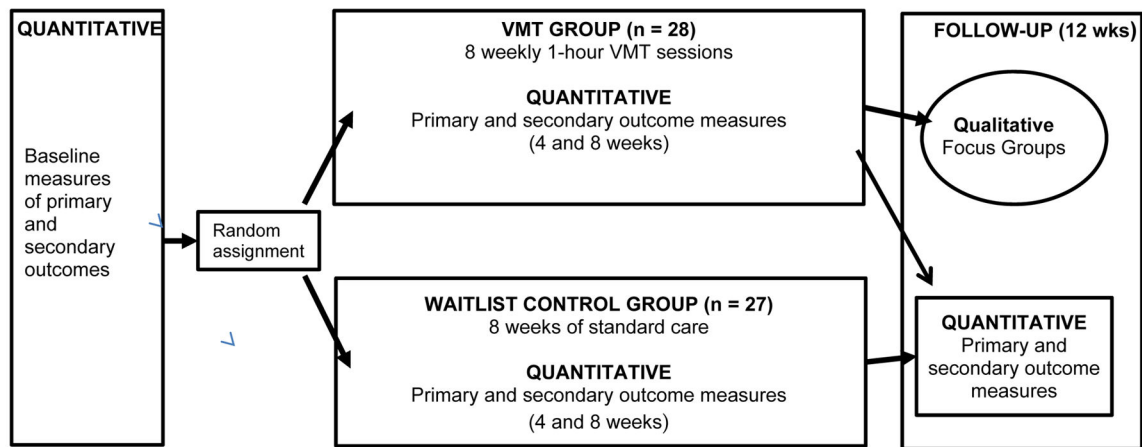 QUANTITATIVE
Baseline
measures
of primary
and
secondary
outcomes
Random
assignment
VMT GROUP (n = 28)
8 weekly 1-hour VMT sessions
QUANTITATIVE
Primary and secondary outcome measures
(4 and 8 weeks)
WAITLIST CONTROL GROUP (n = 27)
8 weeks of standard care
QUANTITATIVE
Primary and secondary outcome measures
(4 and 8 weeks)
FOLLOW-UP (12 wks)
Qualitative
Focus Groups
QUANTITATIVE
Primary and
secondary outcome
measures